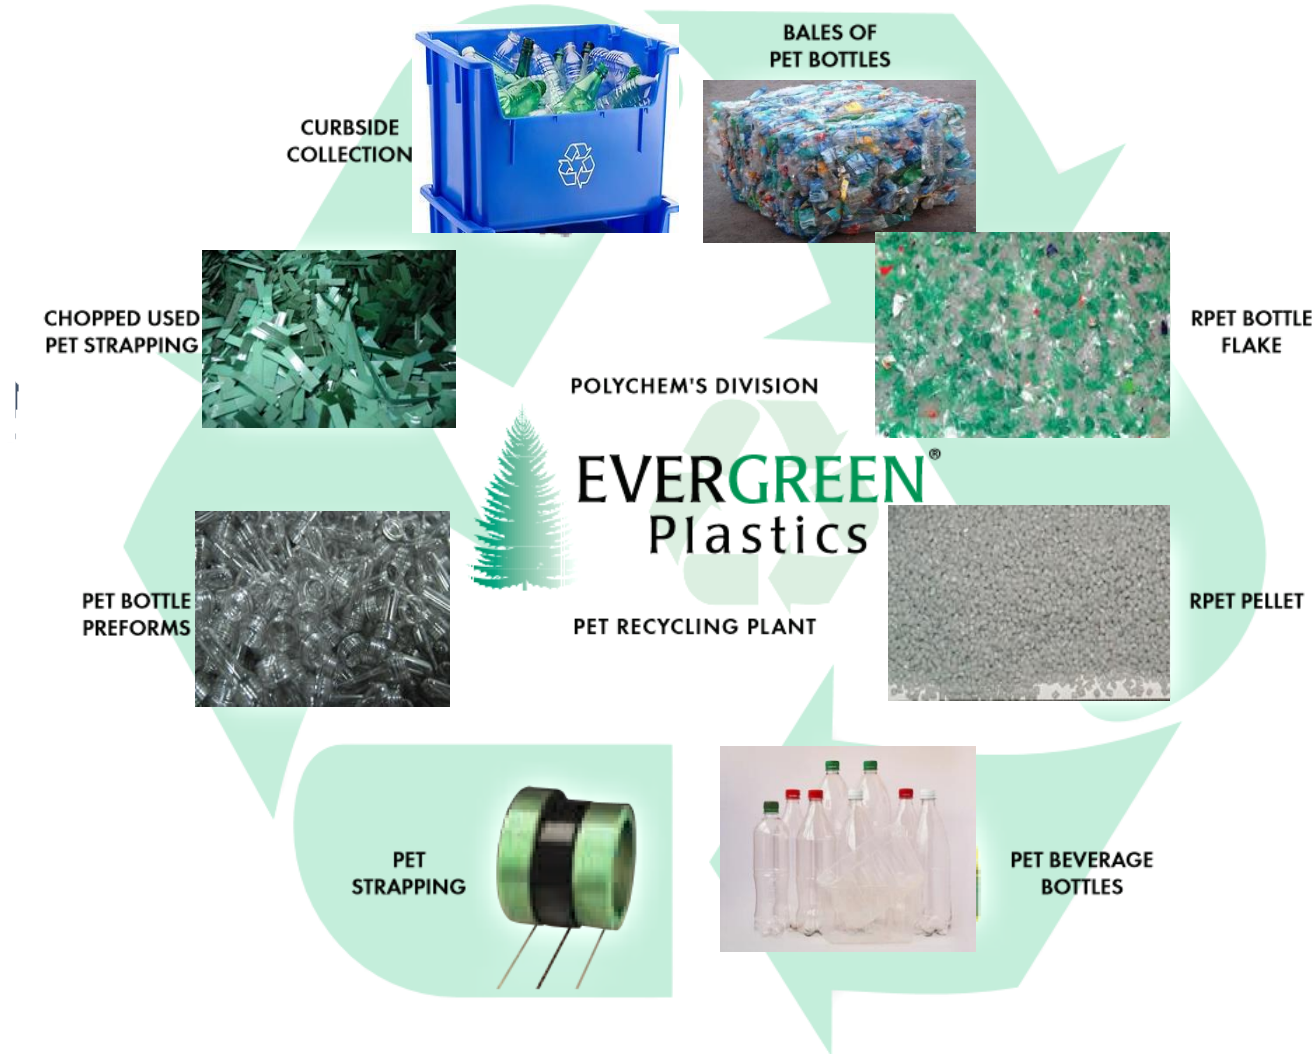 BALES OF
PET BOTTLES
CURBSIDE
COLLECTION
CHOPPED USED
PET STRAPPING
RPET BOTTLE
FLAKE
POLYCHEM'S DIVISION
EVERGREEN®
Plastics
PET RECYCLING PLANT
PET BOTTLE
PREFORMS
RPET PELLET
PET
STRAPPING
PET BEVERAGE
BOTTLES